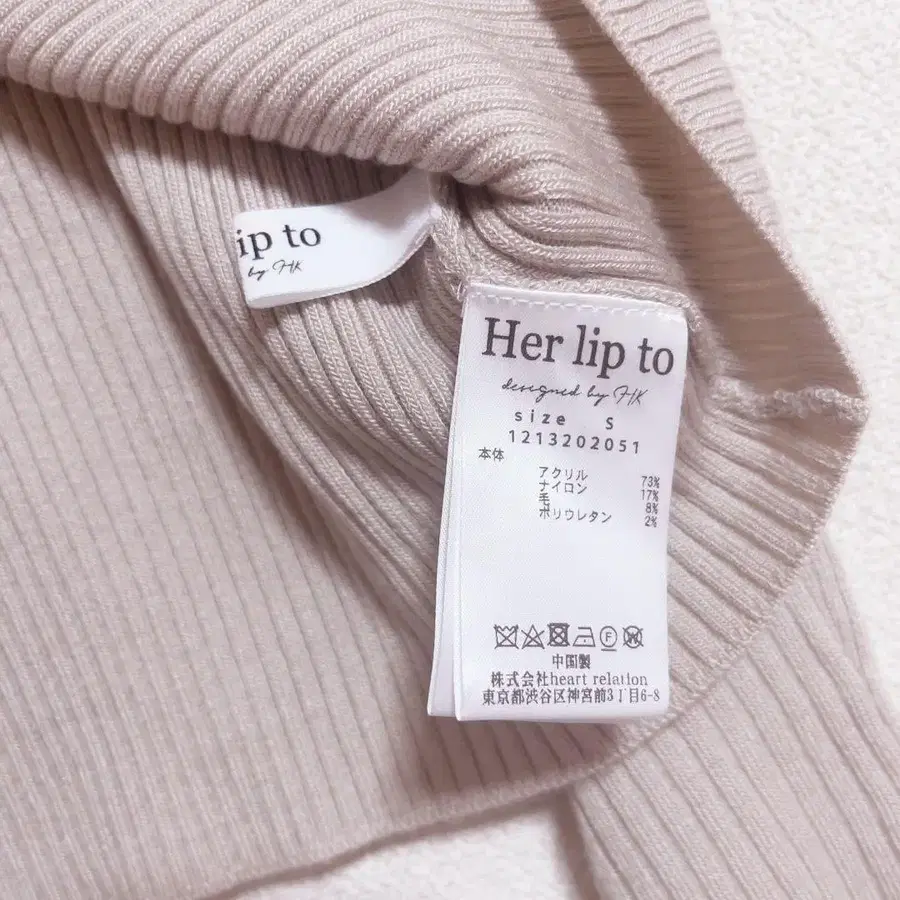 ip to
by HK
Her lip to
designed by HK
size S
1213202051
本体
アクリル 73%
ナイロン 17%
毛 8%
ポリウレタン 2%
中国製
株式会社heart relation
東京都渋谷区神宮前3丁目6-8